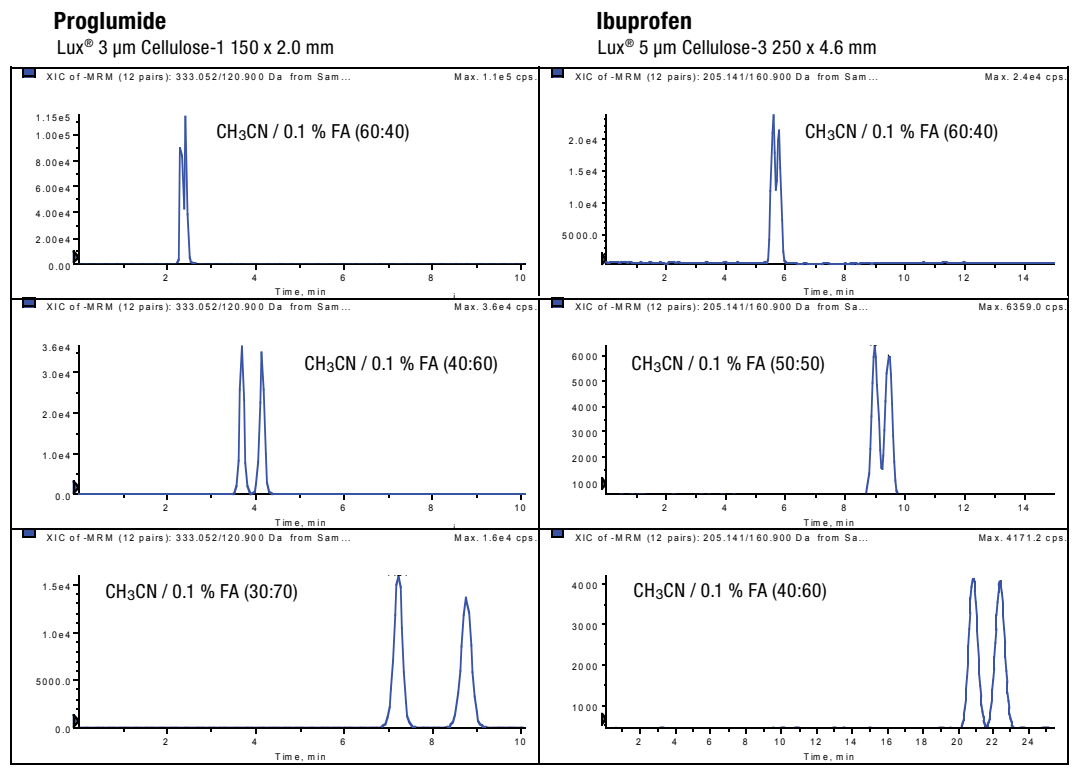 Proglumide
Lux® 3 µm Cellulose-1 150 x 2.0 mm
XIC of -MRM (12 pairs): 333.052/120.900 Da from Sam...
Max. 1.1e5 cps.
CH3CN / 0.1 % FA (60:40)
1.15e5
1.00e5
8.00e4
6.00e4
4.00e4
2.00e4
0.00
2 4 6 8 10
Time, min
XIC of -MRM (12 pairs): 333.052/120.900 Da from Sam...
Max. 3.6e4 cps.
CH3CN / 0.1 % FA (40:60)
3.6e4
3.0e4
2.0e4
1.0e4
0.0
2 4 6 8 10
Time, min
XIC of -MRM (12 pairs): 333.052/120.900 Da from Sam...
Max. 1.6e4 cps.
CH3CN / 0.1 % FA (30:70)
1.5e4
1.0e4
5000.0
0.0
2 4 6 8 10
Time, min
Ibuprofen
Lux® 5 µm Cellulose-3 250 x 4.6 mm
XIC of -MRM (12 pairs): 205.141/160.900 Da from Sam...
Max. 2.4e4 cps.
CH3CN / 0.1 % FA (60:40)
2.0e4
1.5e4
1.0e4
5000.0
2 4 6 8 10 12 14
Time, min
XIC of -MRM (12 pairs): 205.141/160.900 Da from Sa...
Max. 6359.0 cps.
CH3CN / 0.1 % FA (50:50)
6000
5000
4000
3000
2000
1000
2 4 6 8 10 12 14
Time, min
XIC of -MRM (12 pairs): 205.141/160.900 Da from Sa...
Max. 4171.2 cps.
CH3CN / 0.1 % FA (40:60)
4000
3000
2000
1000
2 4 6 8 10 12 14 16 18 20 22 24
Time, min